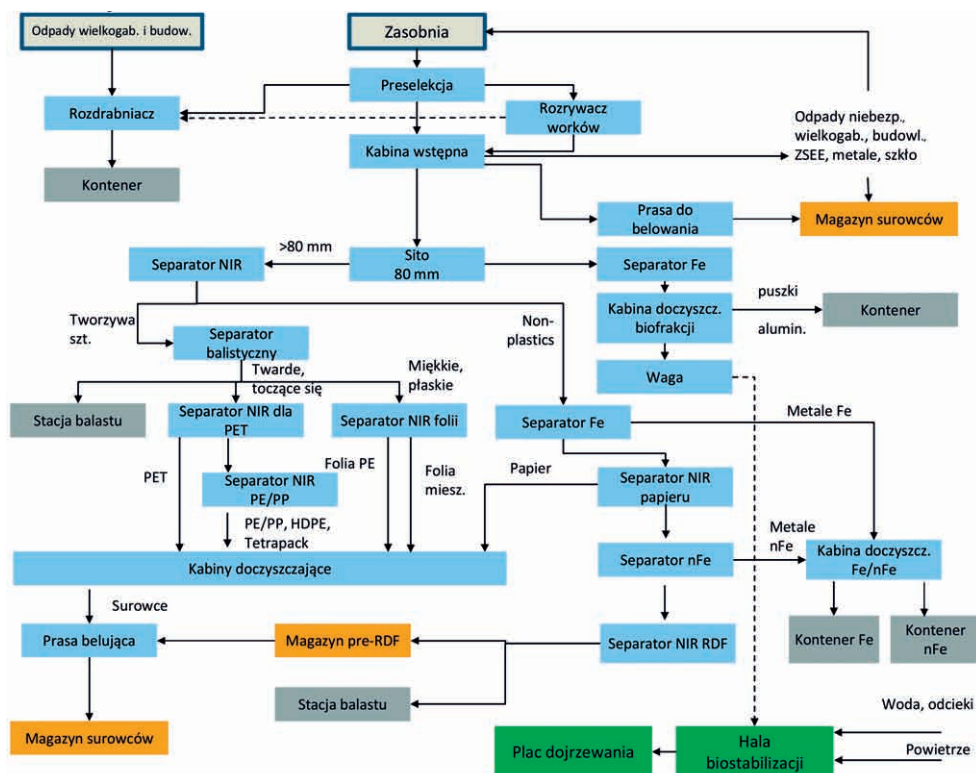 Odpady wielkogab. i budow.
Zasobnia
Preselekcja
Rozdrabniacz
Rozrywacz
worków
Odpady niebezp.,
wielkogab., budowl.,
ZSEE, metale, szkło
Kabina wstępna
Kontener
Prasa do
belowania
Magazyn surowców
>80 mm
Separator NIR
Sito
80 mm
Separator Fe
puszki
alumin.
Kabina doczyszcz.
biofrakcji
Kontener
Tworzywa
szt.
Separator
balistyczny
Non-
plastics
Waga
Twarde,
toczące się
Miękkie,
płaskie
Stacja balastu
Separator NIR dla
PET
Separator NIR folii
Separator Fe
Metale Fe
PET
Separator NIR
PE/PP
Folia PE
Folia
miesz.
Papier
Separator NIR
papieru
PE/PP, HDPE,
Tetrapack
Metale
nFe
Kabiny doczyszczające
Separator nFe
Kabina doczyszcz.
Fe/nFe
Surowce
Prasa belująca
Magazyn pre-RDF
Separator NIR RDF
Kontener Fe
Kontener
nFe
Stacja balastu
Woda, odcieki
Magazyn surowców
Plac dojrzewania
Hala
biostabilizacji
Powietrze